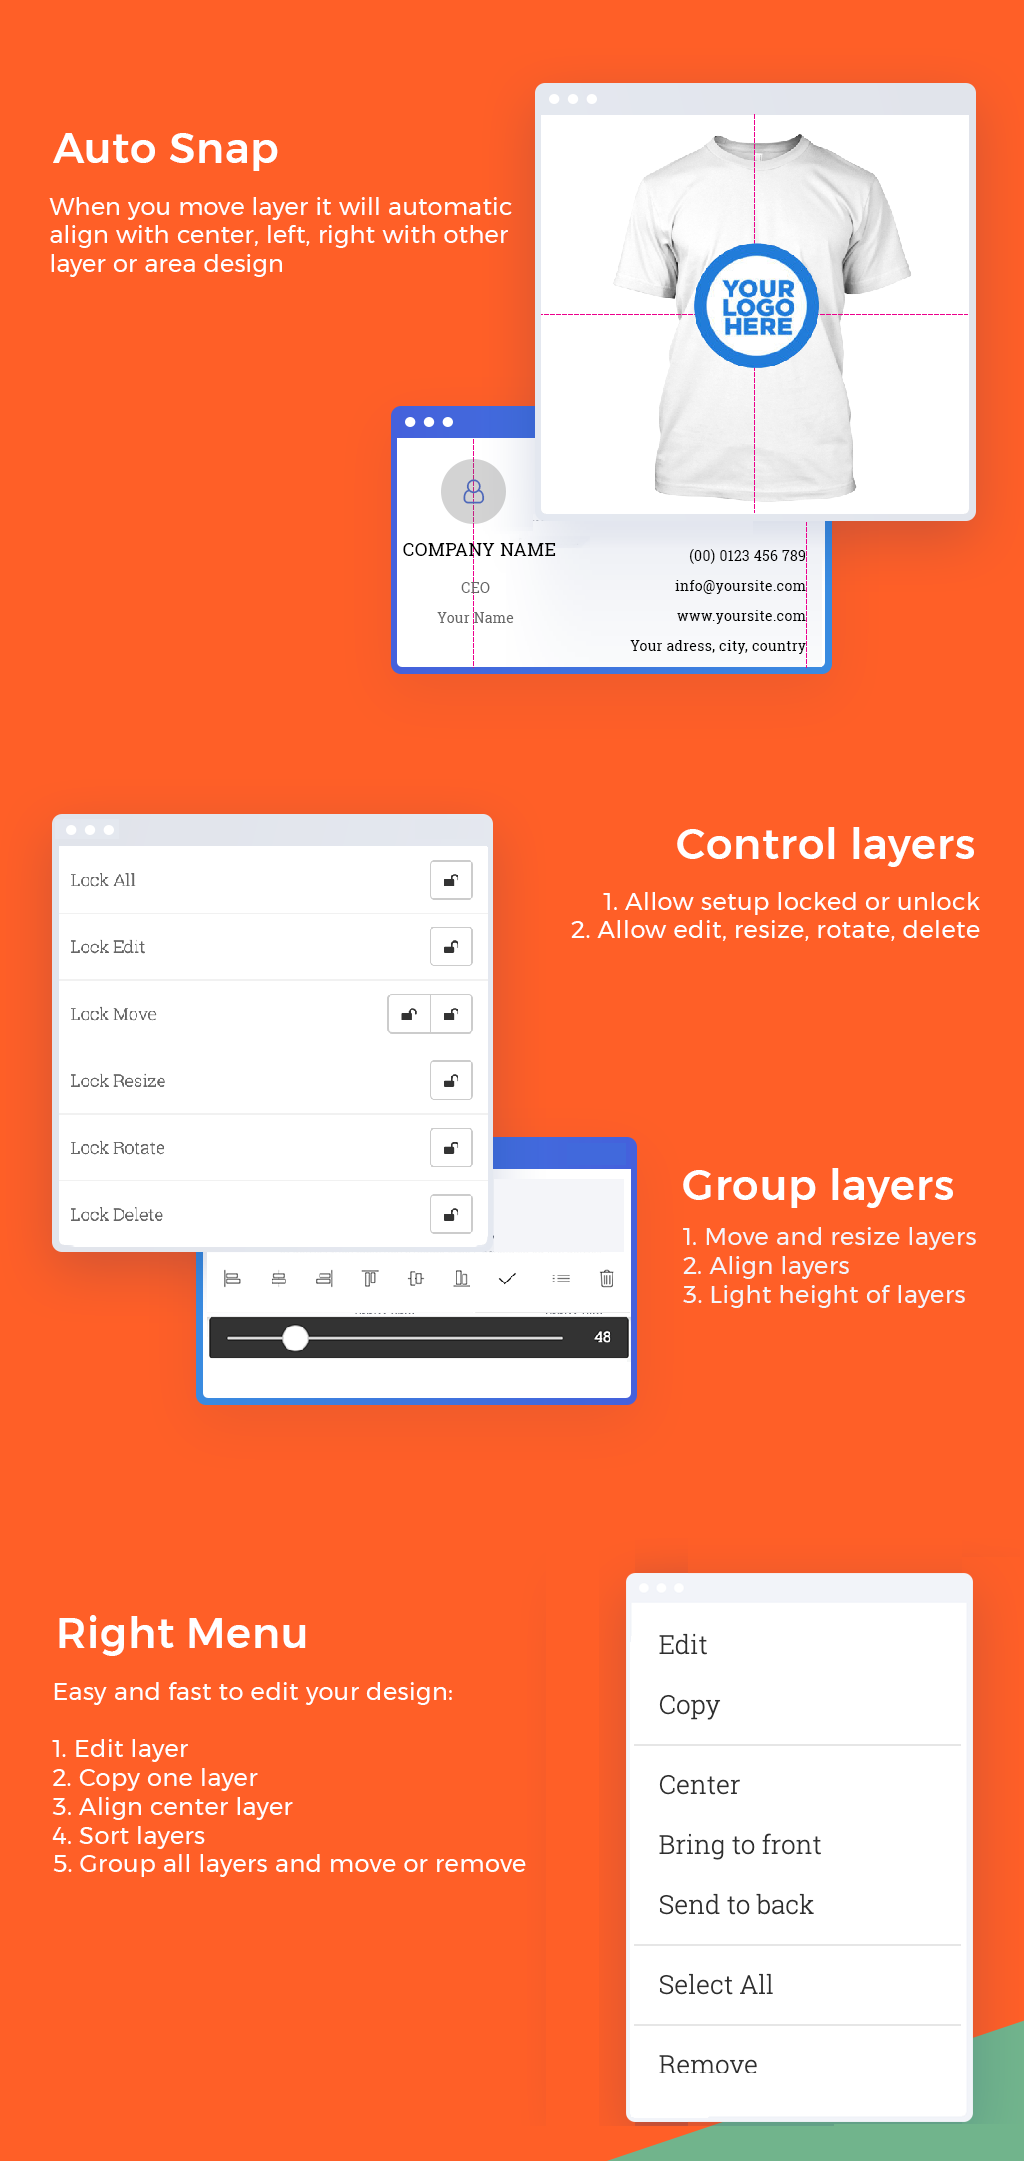 Auto Snap
When you move layer it will automatic
align with center, left, right with other
layer or area design
YOUR
LOGO
HERE
COMPANY NAME
CEO
Your Name
(00) 0123 456 789
info@yoursite.com
www.yoursite.com
Your adress, city, country
Control layers
1. Allow setup locked or unlock
2. Allow edit, resize, rotate, delete
Lock All
Lock Edit
Lock Move
Lock Resize
Lock Rotate
Lock Delete
Group layers
1. Move and resize layers
2. Align layers
3. Light height of layers
48
Right Menu
Easy and fast to edit your design:
1. Edit layer
2. Copy one layer
3. Align center layer
4. Sort layers
5. Group all layers and move or remove
Edit
Copy
Center
Bring to front
Send to back
Select All
Remove